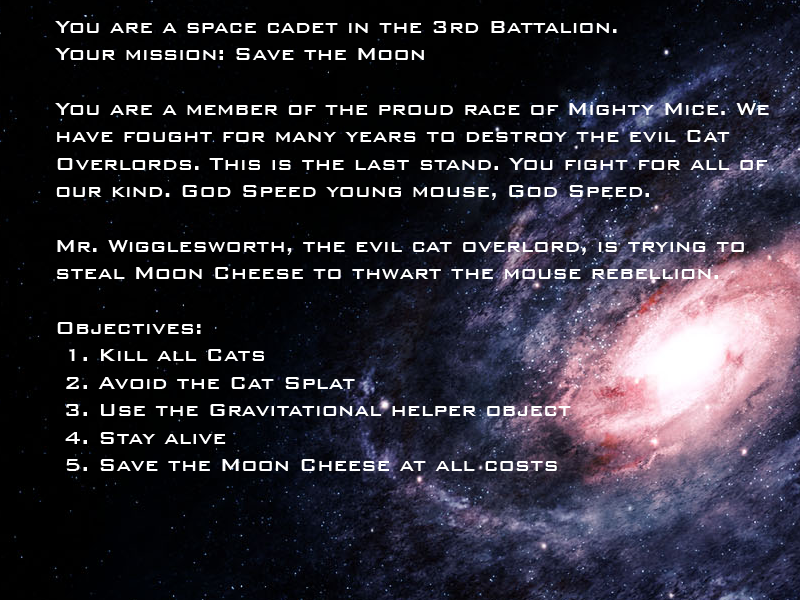 You are a space cadet in the 3rd Battalion.
Your mission: Save the Moon
You are a member of the proud race of Mighty Mice. We
have fought for many years to destroy the evil Cat
Overlords. This is the last stand. You fight for all of
our kind. God Speed young mouse, God Speed.
Mr. Wigglesworth, the evil cat overlord, is trying to
steal Moon Cheese to thwart the mouse rebellion.
Objectives:
1. Kill all Cats
2. Avoid the Cat Splat
3. Use the Gravitational helper object
4. Stay alive
5. Save the Moon Cheese at all costs